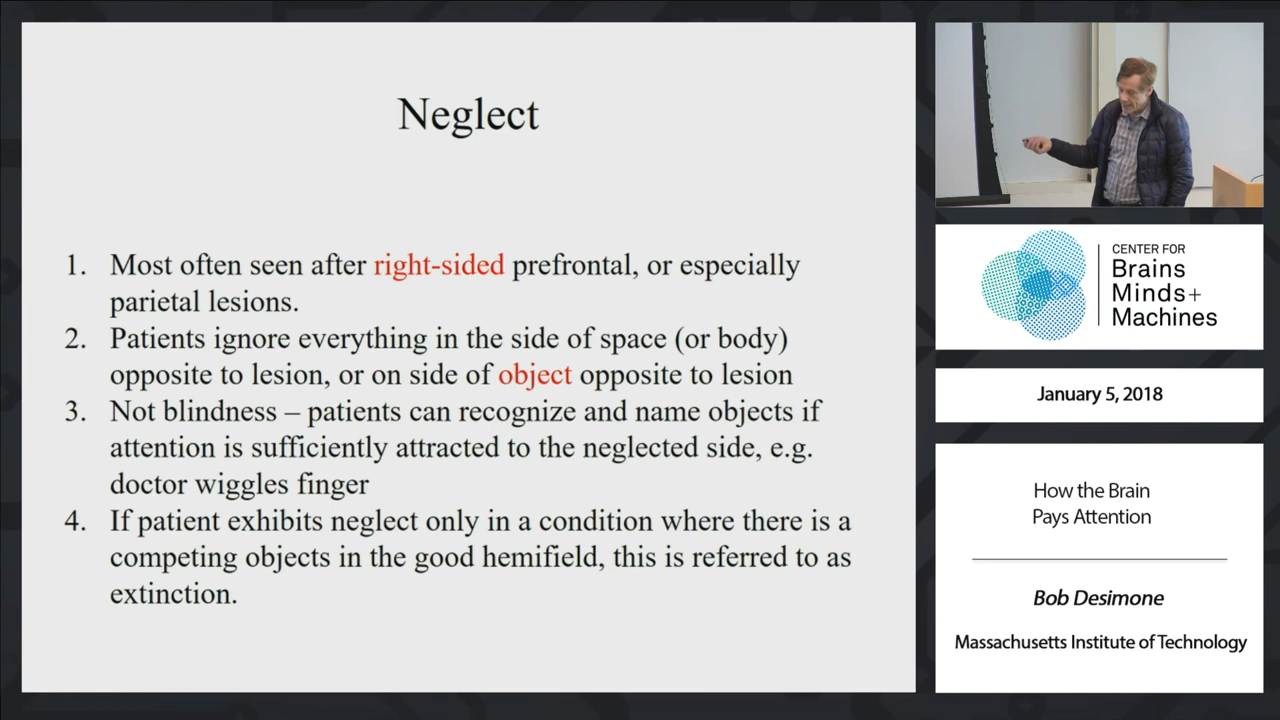 Neglect
1. Most often seen after right-sided prefrontal, or especially
parietal lesions.
2. Patients ignore everything in the side of space (or body)
opposite to lesion, or on side of object opposite to lesion
3. Not blindness – patients can recognize and name objects if
attention is sufficiently attracted to the neglected side, e.g.
doctor wiggles finger
4. If patient exhibits neglect only in a condition where there is a
competing objects in the good hemifield, this is referred to as
extinction.
CENTER FOR
Brains
Minds+
Machines
January 5, 2018
How the Brain
Pays Attention
Bob Desimone
Massachusetts Institute of Technology